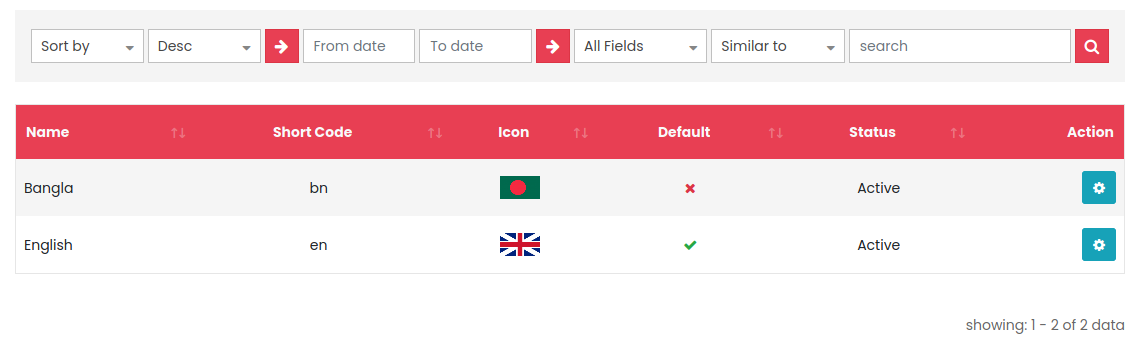 Sort by Desc From date To date All Fields Similar to search
Name Short Code Icon Default Status Action
Bangla bn Active
English en Active
showing: 1 - 2 of 2 data